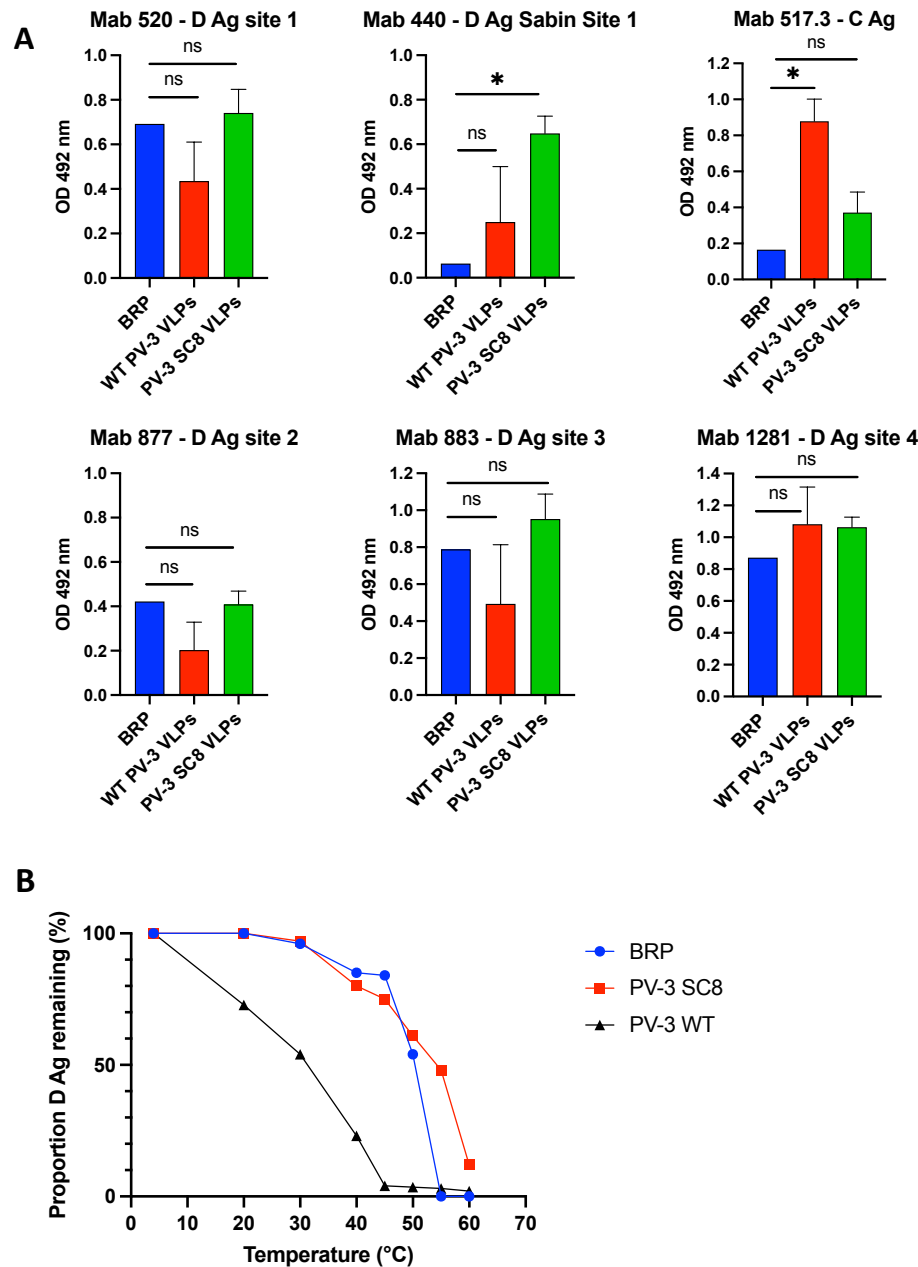 A
Mab 520 - D Ag site 1
ns
ns
OD 492 nm
1.0
0.8
0.6
0.4
0.2
0.0
BRP
WT PV-3 VLPs
PV-3 SC8 VLPs
Mab 440 - D Ag Sabin Site 1
*
ns
OD 492 nm
1.0
0.8
0.6
0.4
0.2
0.0
BRP
WT PV-3 VLPs
PV-3 SC8 VLPs
Mab 517.3 - C Ag
ns
*
OD 492 nm
1.2
1.0
0.8
0.6
0.4
0.2
0.0
BRP
WT PV-3 VLPs
PV-3 SC8 VLPs
Mab 877 - D Ag site 2
ns
ns
OD 492 nm
1.0
0.8
0.6
0.4
0.2
0.0
BRP
WT PV-3 VLPs
PV-3 SC8 VLPs
Mab 883 - D Ag site 3
ns
ns
OD 492 nm
1.2
1.0
0.8
0.6
0.4
0.2
0.0
BRP
WT PV-3 VLPs
PV-3 SC8 VLPs
Mab 1281 - D Ag site 4
ns
ns
OD 492 nm
1.4
1.2
1.0
0.8
0.6
0.4
0.2
0.0
BRP
WT PV-3 VLPs
PV-3 SC8 VLPs
B
Proportion D Ag remaining (%)
100
50
0
0 10 20 30 40 50 60 70
Temperature (°C)
BRP
PV-3 SC8
PV-3 WT